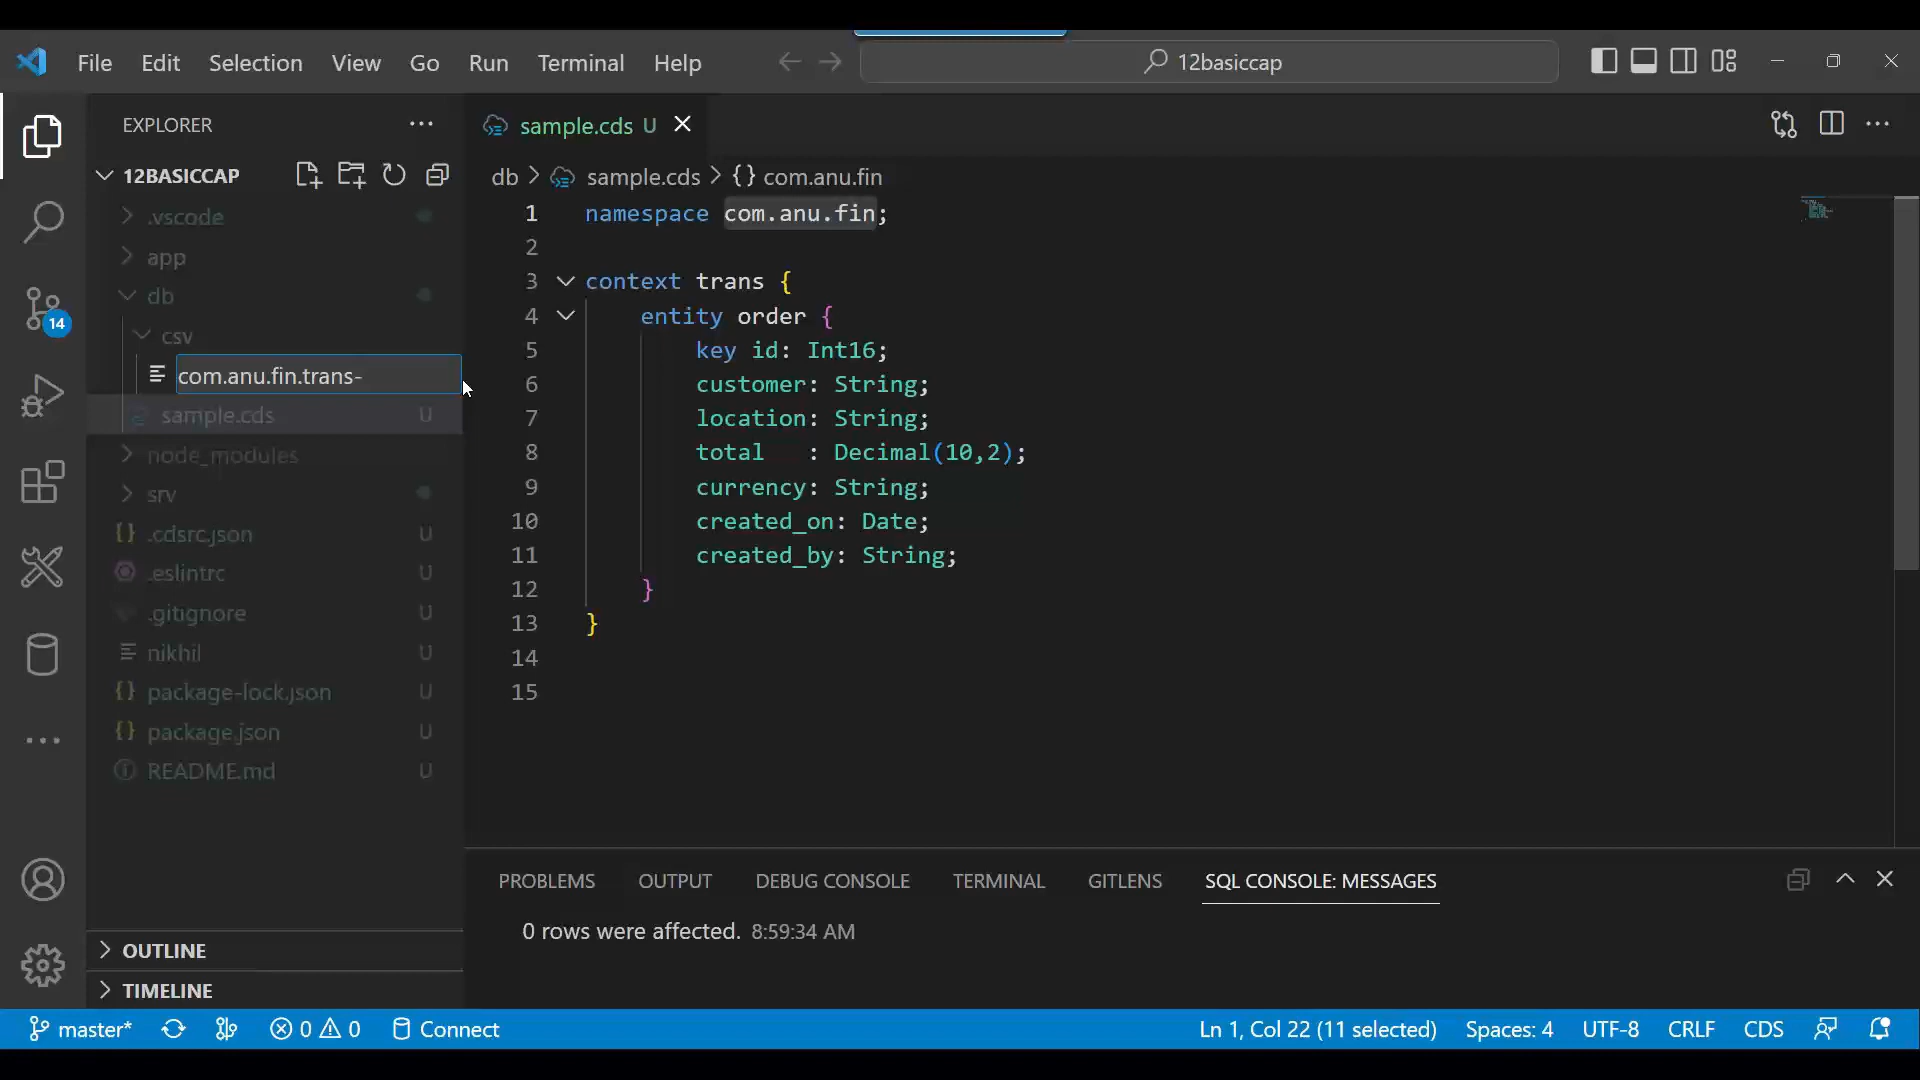 File Edit Selection View Go Run Terminal Help
12basiccap
EXPLORER
12BASICCAP
.vscode
app
db
csv
com.anu.fin.trans-
sample.cds U
node_modules
srv
.cdsrc.json U
.eslintrc U
.gitignore U
nikhil U
package-lock.json U
package.json U
README.md U
OUTLINE
TIMELINE
14
sample.cds U
db > sample.cds > {} com.anu.fin
1 namespace com.anu.fin;
2
3 context trans {
4 entity order {
5 key id: Int16;
6 customer: String;
7 location: String;
8 total : Decimal(10,2);
9 currency: String;
10 created_on: Date;
11 created_by: String;
12 }
13 }
14
15
PROBLEMS OUTPUT DEBUG CONSOLE TERMINAL GITLENS SQL CONSOLE: MESSAGES
0 rows were affected. 8:59:34 AM
master* 0 0 Connect Ln 1, Col 22 (11 selected) Spaces: 4 UTF-8 CRLF CDS